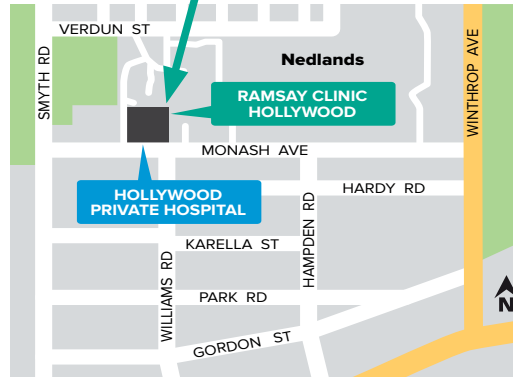 VERDUN ST
SMYTH RD
Nedlands
WINTHROP AVE
RAMSAY CLINIC
HOLLYWOOD
MONASH AVE
HOLLYWOOD
PRIVATE HOSPITAL
HARDY RD
HAMPDEN RD
KARELLA ST
WILLIAMS RD
PARK RD
N
GORDON ST